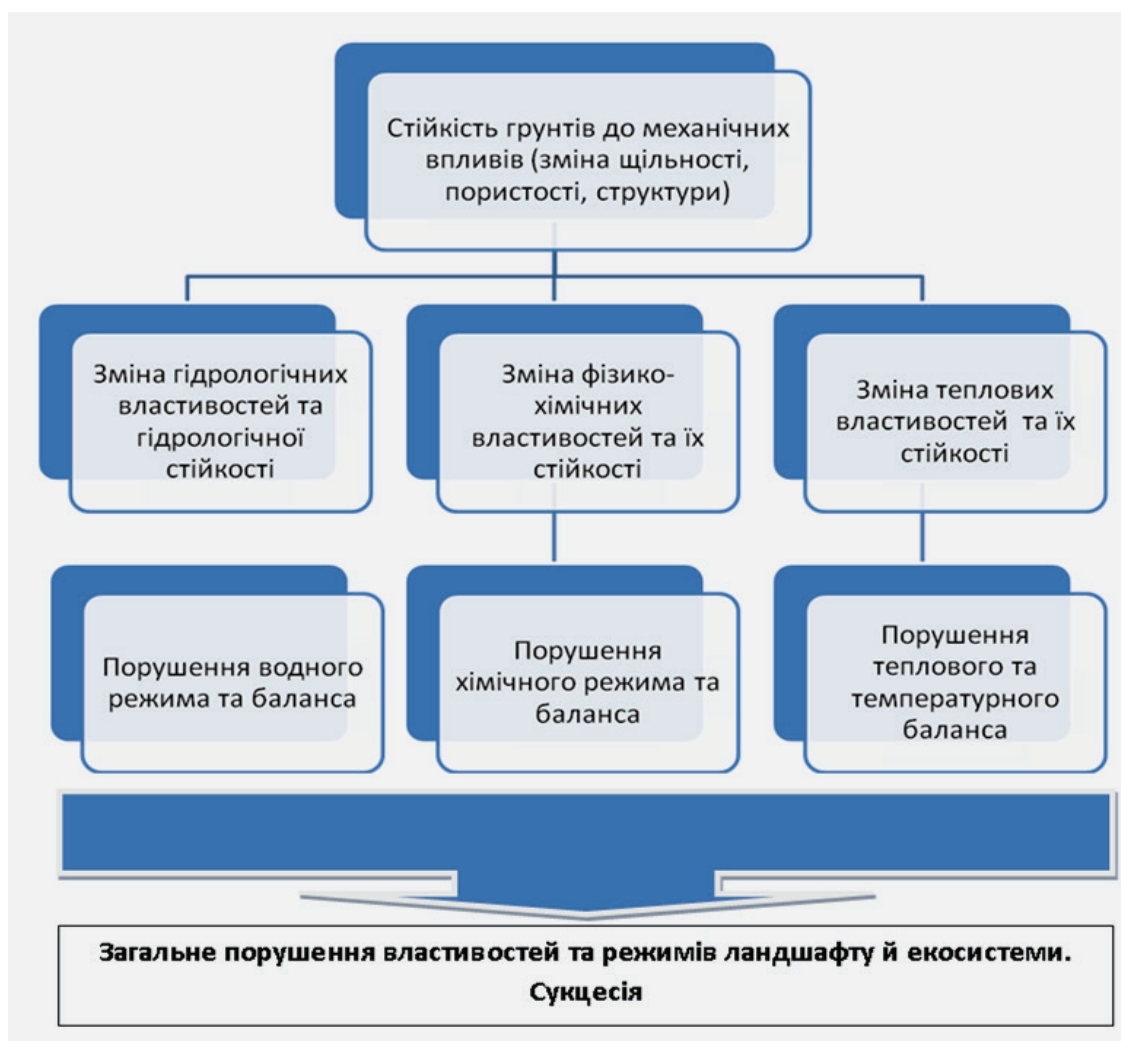 Стійкість грунтів до механічних
впливів (зміна щільності,
пористості, структури)
Зміна гідрологічних
властивостей та
гідрологічної
стійкості
Зміна фізико-
хімічних
властивостей та їх
стійкості
Зміна теплових
властивостей та їх
стійкості
Порушення водного
режима та баланса
Порушення
хімічного режима та
баланса
Порушення
теплового та
температурного
баланса
Загальне порушення властивостей та режимів ландшафту й екосистеми.
Сукцесія